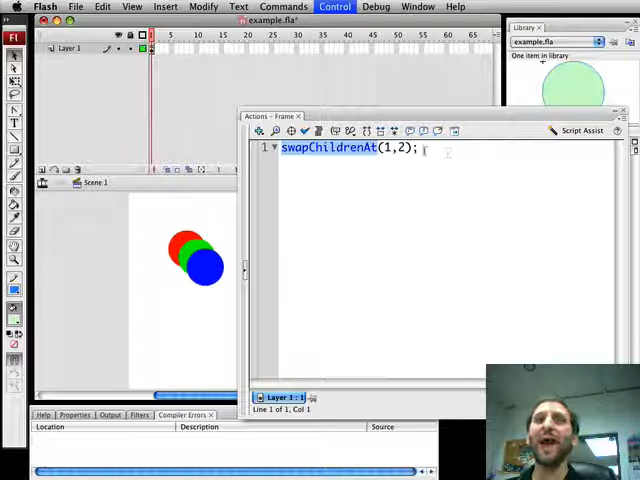 Flash File Edit View Insert Modify Text Commands Control Debug Window Help
example.fla*
5 10 15 20 25 30 35 40 45 50 55 60 65
Layer 1
Library ×
example.fla
One item in library
Fl
Actions - Frame ×
Script Assist
1 swapChildrenAt(1,2);
Scene 1
Layer 1 : 1
Line 1 of 1, Col 1
Help Properties Output Filters Compiler Errors ×
Location Description Source